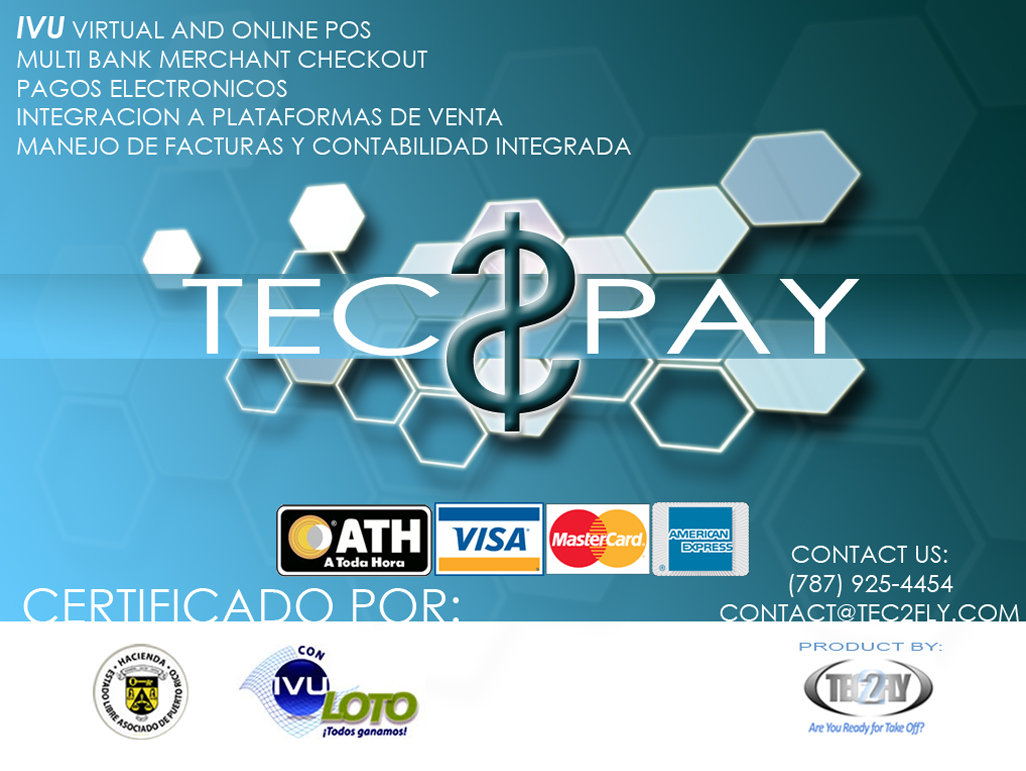 IVU VIRTUAL AND ONLINE POS
MULTI BANK MERCHANT CHECKOUT
PAGOS ELECTRONICOS
INTEGRACION A PLATAFORMAS DE VENTA
MANEJO DE FACTURAS Y CONTABILIDAD INTEGRADA
TEC2PAY
ATH
A Toda Hora
VISA
MasterCard
AMERICAN EXPRESS
CONTACT US:
(787) 925-4454
CONTACT@TEC2FLY.COM
CERTIFICADO POR:
HACIENDA
ESTADO LIBRE ASOCIADO DE PUERTO RICO
CON
IVU
LOTO
¡Todos ganamos!
PRODUCT BY:
TEC2FLY
Are You Ready for Take Off?